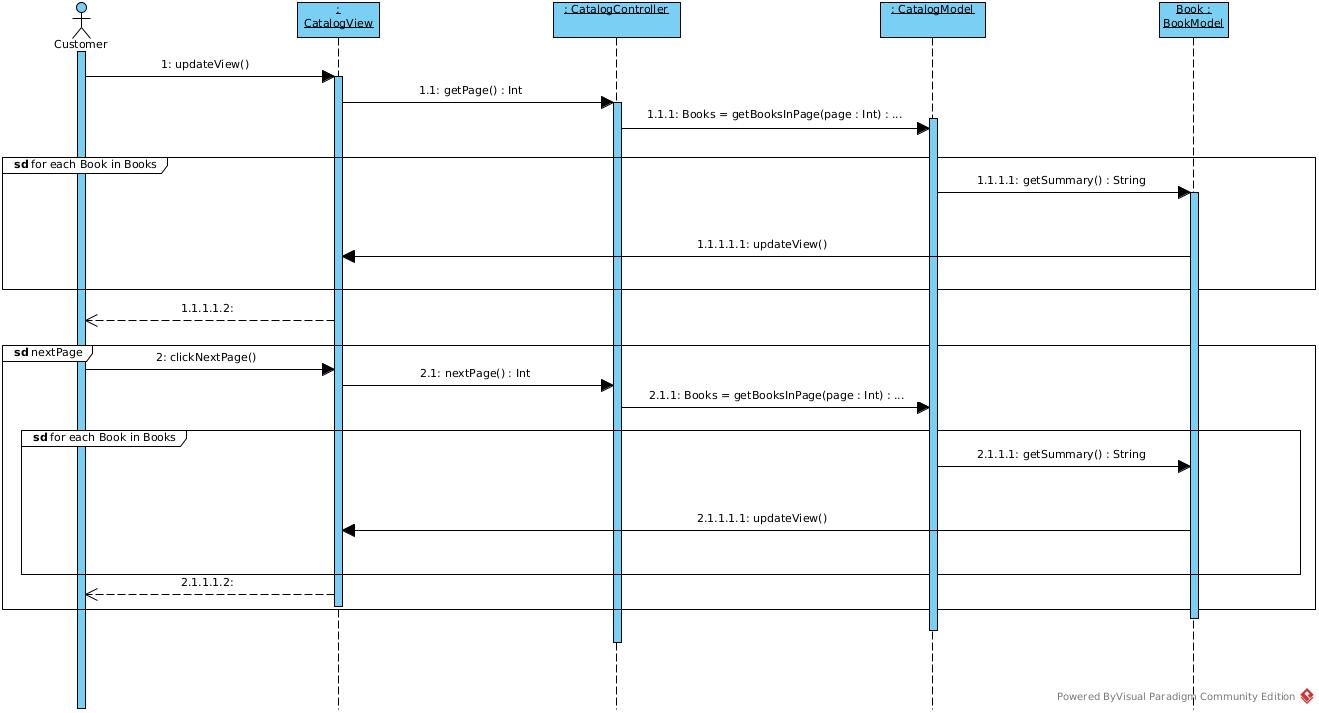 :
CatalogView
: CatalogController
: CatalogModel
Book :
BookModel
Customer
1: updateView()
1.1: getPage() : Int
1.1.1: Books = getBooksInPage(page : Int) : ...
sd for each Book in Books
1.1.1.1: getSummary() : String
1.1.1.1.1: updateView()
1.1.1.1.2:
sd nextPage
2: clickNextPage()
2.1: nextPage() : Int
2.1.1: Books = getBooksInPage(page : Int) : ...
sd for each Book in Books
2.1.1.1: getSummary() : String
2.1.1.1.1: updateView()
2.1.1.1.2:
Powered ByVisual Paradigm Community Edition